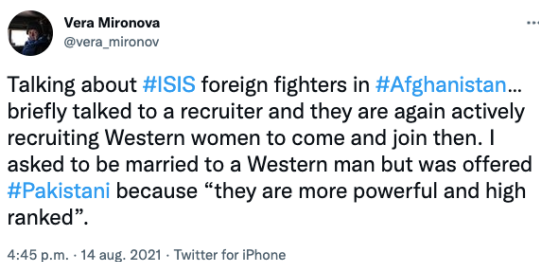 Vera Mironova
@vera_mironov
Talking about #ISIS foreign fighters in #Afghanistan...
briefly talked to a recruiter and they are again actively
recruiting Western women to come and join then. I
asked to be married to a Western man but was offered
#Pakistani because “they are more powerful and high
ranked”.
4:45 p.m. · 14 aug. 2021 · Twitter for iPhone